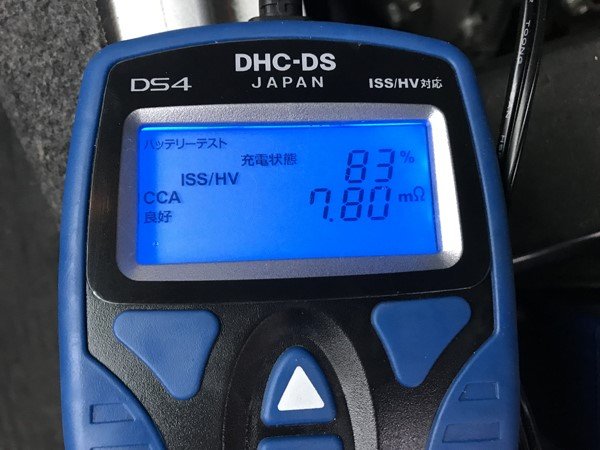 DHC-DS
DS4
JAPAN
ISS/HV対応
バッテリーテスト
充電状態 83%
ISS/HV
CCA 7.80 mΩ
良好